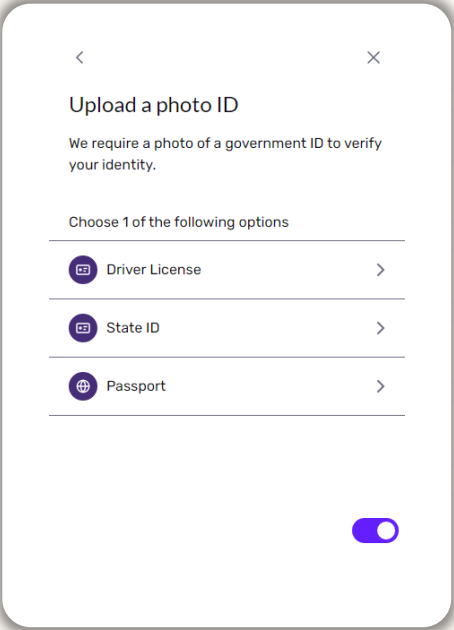 Upload a photo ID
We require a photo of a government ID to verify
your identity.
Choose 1 of the following options
Driver License
State ID
Passport